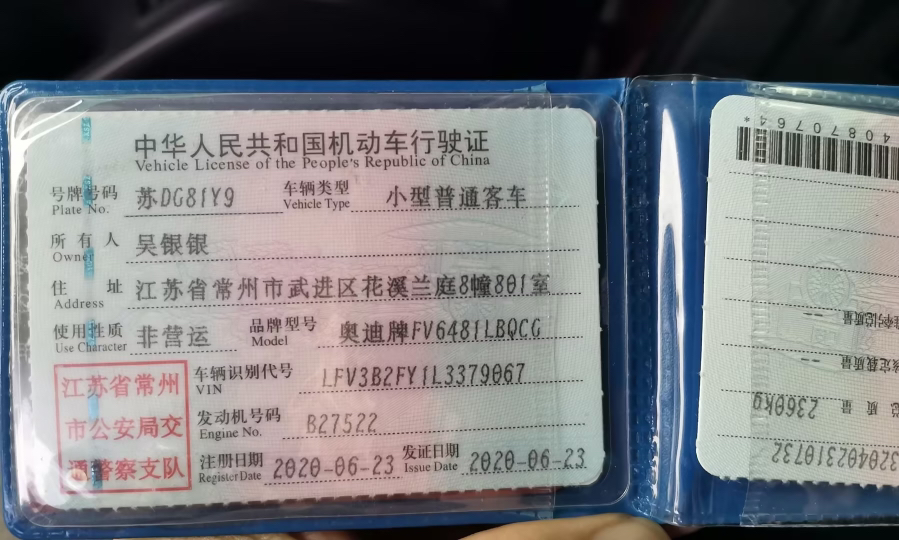 中华人民共和国机动车行驶证
Vehicle License of the People's Republic of China
号牌号码 Plate No. 苏DG81Y9 车辆类型 Vehicle Type 小型普通客车
所有人 Owner 吴银银
住址 Address 江苏省常州市武进区花溪兰庭8幢801室
使用性质 Use Character 非营运 品牌型号 Model 奥迪牌FV6481LBQCG
车辆识别代号 VIN LFV3B2FY1L3379067
发动机号码 Engine No. B27522
注册日期 Register Date 2020-06-23 发证日期 Issue Date 2020-06-23
江苏省常州
市公安局交
通警察支队
40870764*
质量 2360kg
320402310732